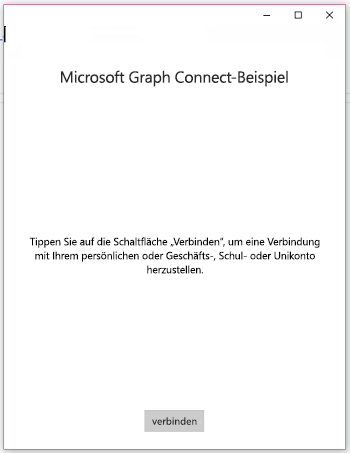 Microsoft Graph Connect-Beispiel
Tippen Sie auf die Schaltfläche „Verbinden“, um eine Verbindung
mit Ihrem persönlichen oder Geschäfts-, Schul- oder Unikonto
herzustellen.
verbinden